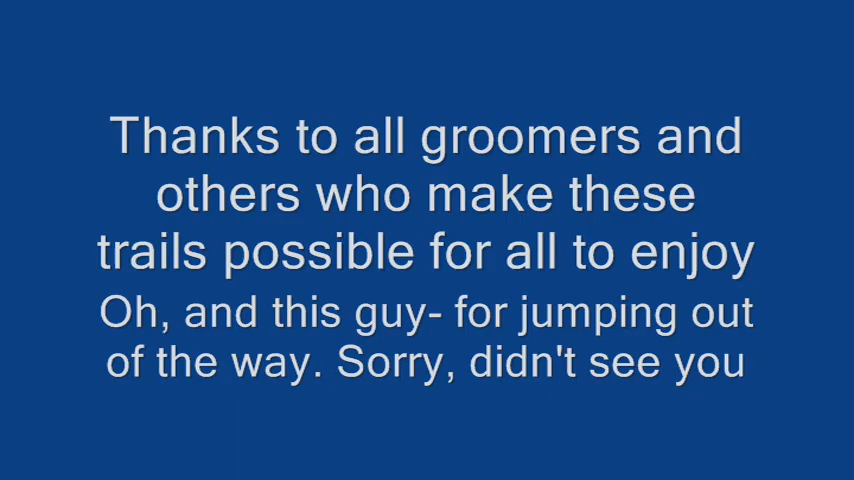 Thanks to all groomers and
others who make these
trails possible for all to enjoy
Oh, and this guy- for jumping out
of the way. Sorry, didn't see you